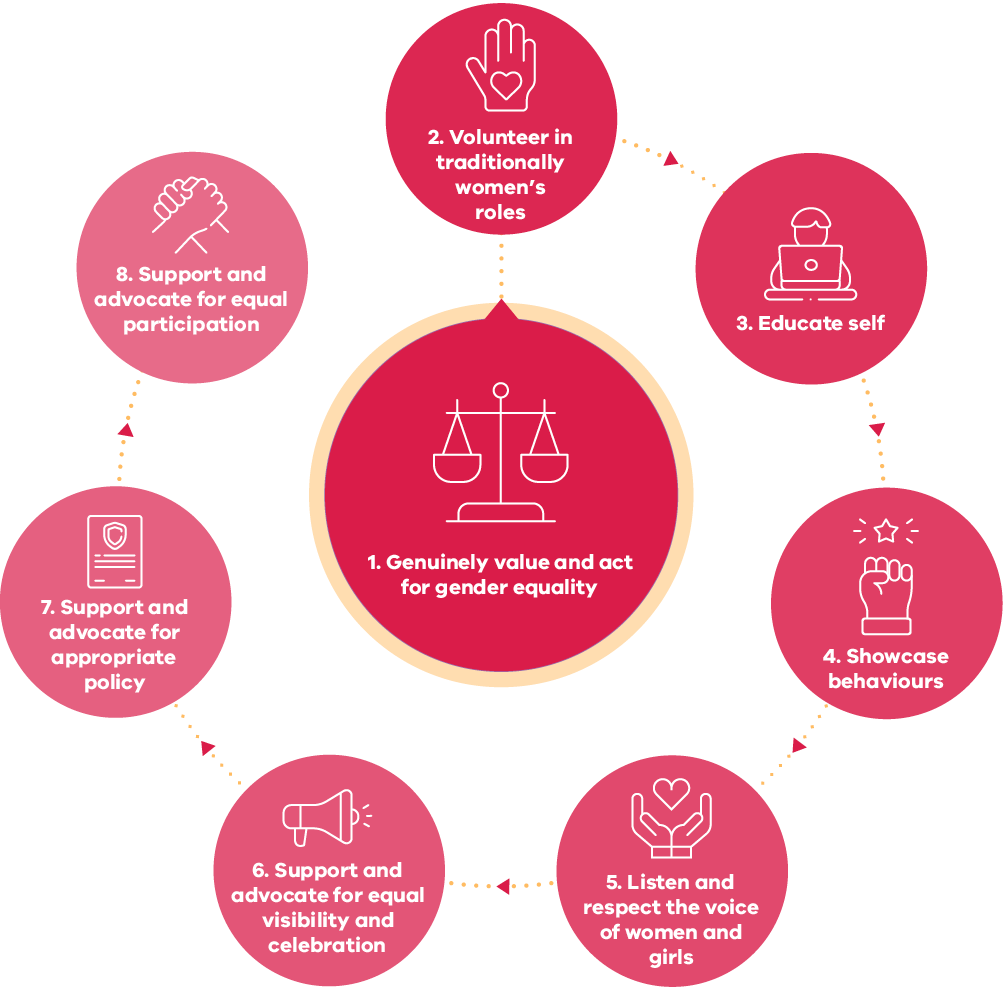 1. Genuinely value and act
for gender equality
2. Volunteer in
traditionally
women's
roles
3. Educate self
4. Showcase
behaviours
5. Listen and
respect the voice
of women and
girls
6. Support and
advocate for equal
visibility and
celebration
7. Support and
advocate for
appropriate
policy
8. Support and
advocate for equal
participation